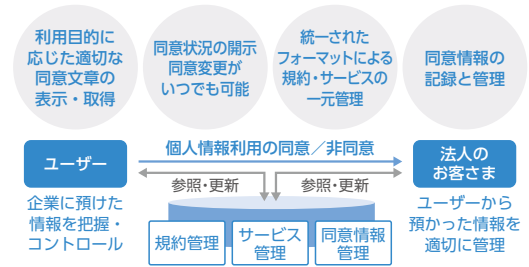 利用目的に
応じた適切な
同意文章の
表示・取得
同意状況の開示
同意変更が
いつでも可能
統一された
フォーマットによる
規約・サービスの
一元管理
同意情報の
記録と管理
ユーザー
個人情報利用の同意／非同意
法人の
お客さま
参照・更新
参照・更新
企業に預けた
情報を把握・
コントロール
規約管理
サービス
管理
同意情報
管理
ユーザーから
預かった情報を
適切に管理